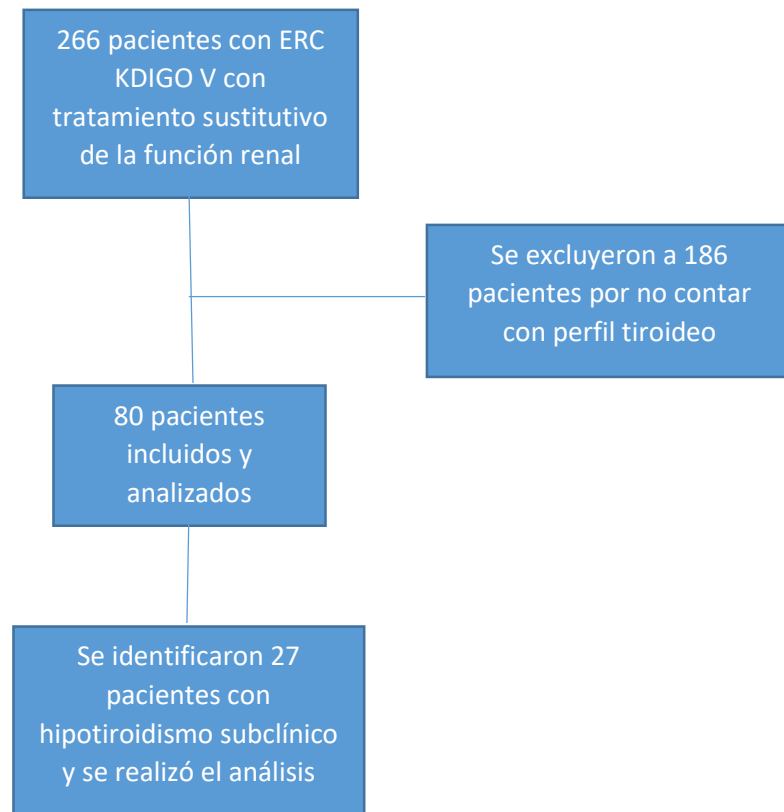 266 pacientes con ERC
KDIGO V con
tratamiento sustitutivo
de la función renal
Se excluyeron a 186
pacientes por no contar
con perfil tiroideo
80 pacientes
incluidos y
analizados
Se identificaron 27
pacientes con
hipotiroidismo subclínico
y se realizó el análisis